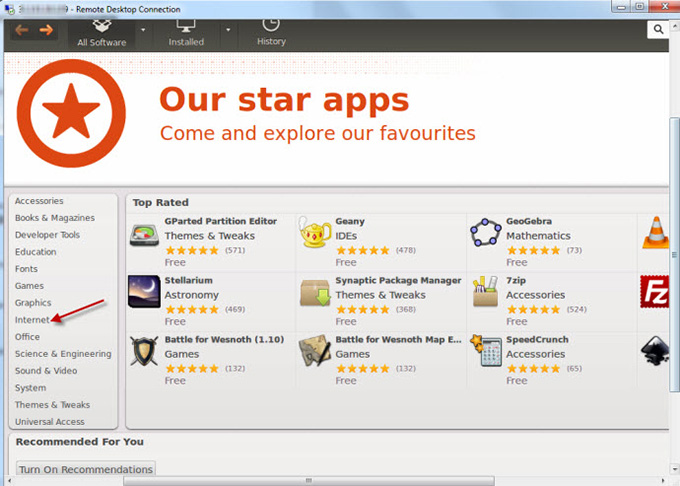 9 - Remote Desktop Connection
All Software
Installed
History
Our star apps
Come and explore our favourites
Accessories
Books & Magazines
Developer Tools
Education
Fonts
Games
Graphics
Internet
Office
Science & Engineering
Sound & Video
System
Themes & Tweaks
Universal Access
Top Rated
GParted Partition Editor
Themes & Tweaks
(571)
Free
Geany
IDEs
(478)
Free
GeoGebra
Mathematics
(73)
Free
Stellarium
Astronomy
(469)
Free
Synaptic Package Manager
Themes & Tweaks
(368)
Free
7zip
Accessories
(524)
Free
Fz
Battle for Wesnoth (1.10)
Games
(132)
Free
Battle for Wesnoth Map E...
Games
(132)
Free
SpeedCrunch
Accessories
(65)
Free
Recommended For You
Turn On Recommendations